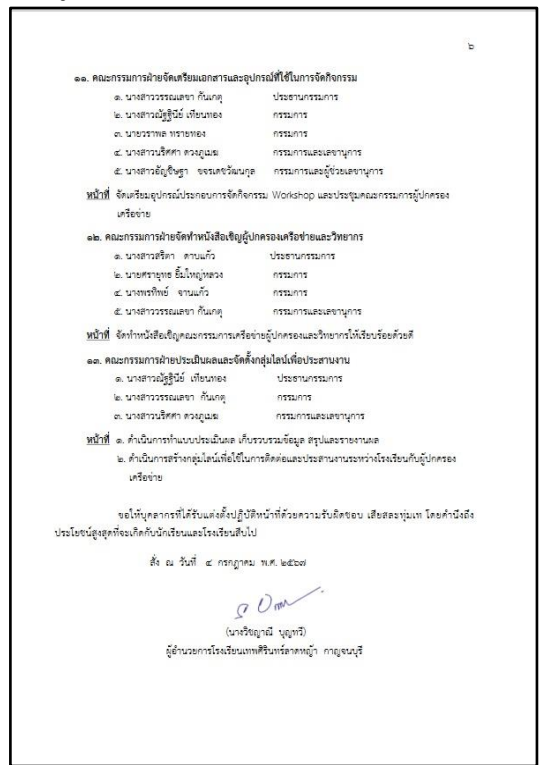 ๖
๑๑. คณะกรรมการฝ่ายจัดเตรียมเอกสารและอุปกรณ์ที่ใช้ในการจัดกิจกรรม
๑. นางสาววรรณเลขา กันเกตุ ประธานกรรมการ
๒. นางสาวณัฐฐินีย์ เทียนทอง กรรมการ
๓. นายวราพล ทรายทอง กรรมการ
๔. นางสาวนริศศา ดวงภูเมฆ กรรมการและเลขานุการ
๕. นางสาวอัญชิษฐา ขจรเดชวัฒนกุล กรรมการและผู้ช่วยเลขานุการ
หน้าที่ จัดเตรียมอุปกรณ์ประกอบการจัดกิจกรรม Workshop และประชุมคณะกรรมการผู้ปกครอง
เครือข่าย
๑๒. คณะกรรมการฝ่ายจัดทำหนังสือเชิญผู้ปกครองเครือข่ายและวิทยากร
๑. นางสาวสริตา ดาบแก้ว ประธานกรรมการ
๒. นายศรายุทธ ยิ้มใหญ่หลวง กรรมการ
๔. นางพรทิพย์ จานแก้ว กรรมการ
๕. นางสาววรรณเลขา กันเกตุ กรรมการและเลขานุการ
หน้าที่ จัดทำหนังสือเชิญคณะกรรมการเครือข่ายผู้ปกครองและวิทยากรให้เรียบร้อยด้วยดี
๑๓. คณะกรรมการฝ่ายประเมินผลและจัดตั้งกลุ่มไลน์เพื่อประสานงาน
๑. นางสาวณัฐฐินีย์ เทียนทอง ประธานกรรมการ
๒. นางสาววรรณเลขา กันเกตุ กรรมการ
๓. นางสาวนริศศา ดวงภูเมฆ กรรมการและเลขานุการ
หน้าที่ ๑. ดำเนินการทำแบบประเมินผล เก็บรวบรวมข้อมูล สรุปและรายงานผล
๒. ดำเนินการสร้างกลุ่มไลน์เพื่อใช้ในการติดต่อและประสานงานระหว่างโรงเรียนกับผู้ปกครอง
เครือข่าย
ขอให้บุคลากรที่ได้รับแต่งตั้งปฏิบัติหน้าที่ด้วยความรับผิดชอบ เสียสละทุ่มเท โดยคำนึงถึง
ประโยชน์สูงสุดที่จะเกิดกับนักเรียนและโรงเรียนสืบไป
สั่ง ณ วันที่ ๔ กรกฎาคม พ.ศ. ๒๕๖๗
(นางวิชญาณี บุญทวี)
ผู้อำนวยการโรงเรียนเทพศิรินทร์ลาดหญ้า กาญจนบุรี